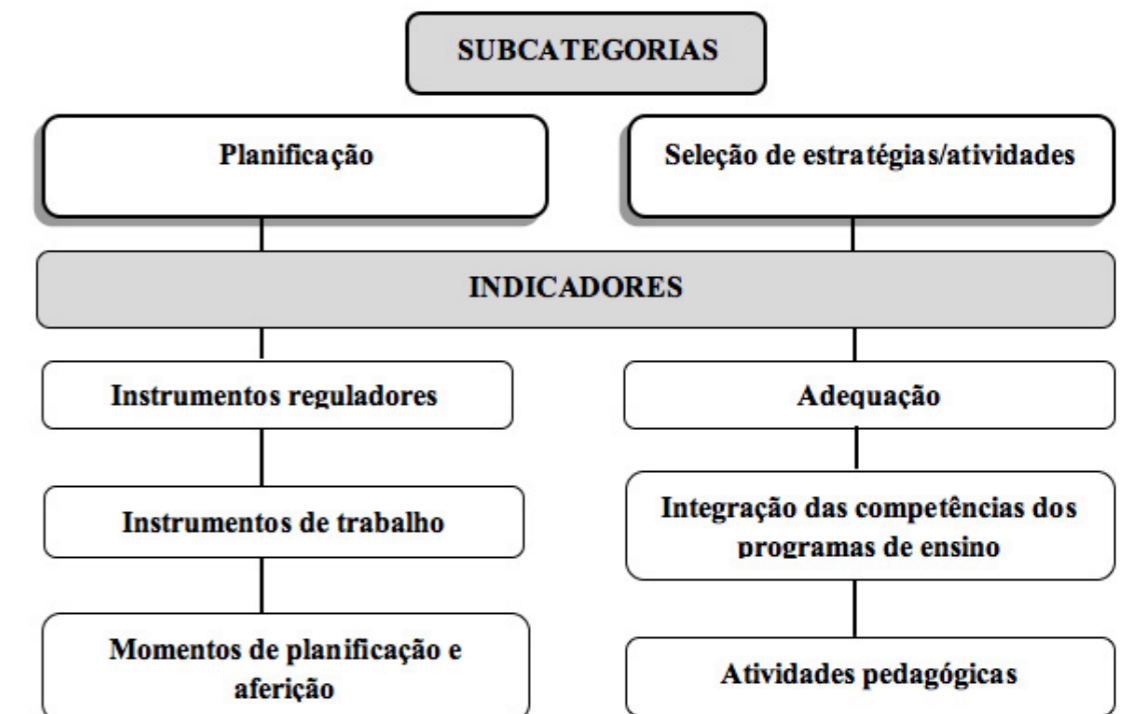 SUBCATEGORIAS
Planificação
Seleção de estratégias/atividades
INDICADORES
Instrumentos reguladores
Adequação
Instrumentos de trabalho
Integração das competências dos
programas de ensino
Momentos de planificação e
aferição
Atividades pedagógicas